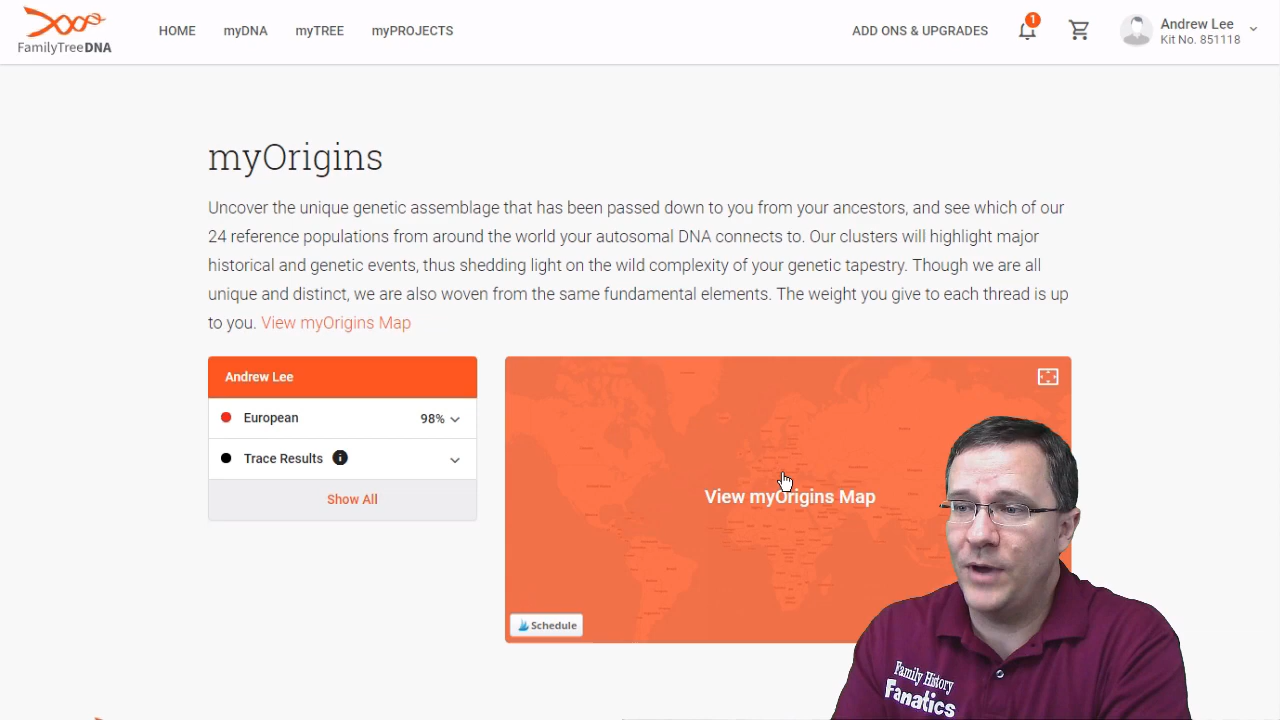 FamilyTreeDNA
HOME
myDNA
myTREE
myPROJECTS
ADD ONS & UPGRADES
1
Andrew Lee
Kit No. 851118
myOrigins
Uncover the unique genetic assemblage that has been passed down to you from your ancestors, and see which of our
24 reference populations from around the world your autosomal DNA connects to. Our clusters will highlight major
historical and genetic events, thus shedding light on the wild complexity of your genetic tapestry. Though we are all
unique and distinct, we are also woven from the same fundamental elements. The weight you give to each thread is up
to you. View myOrigins Map
Andrew Lee
European 98%
Trace Results
Show All
View myOrigins Map
Schedule
Family History
Fanatics